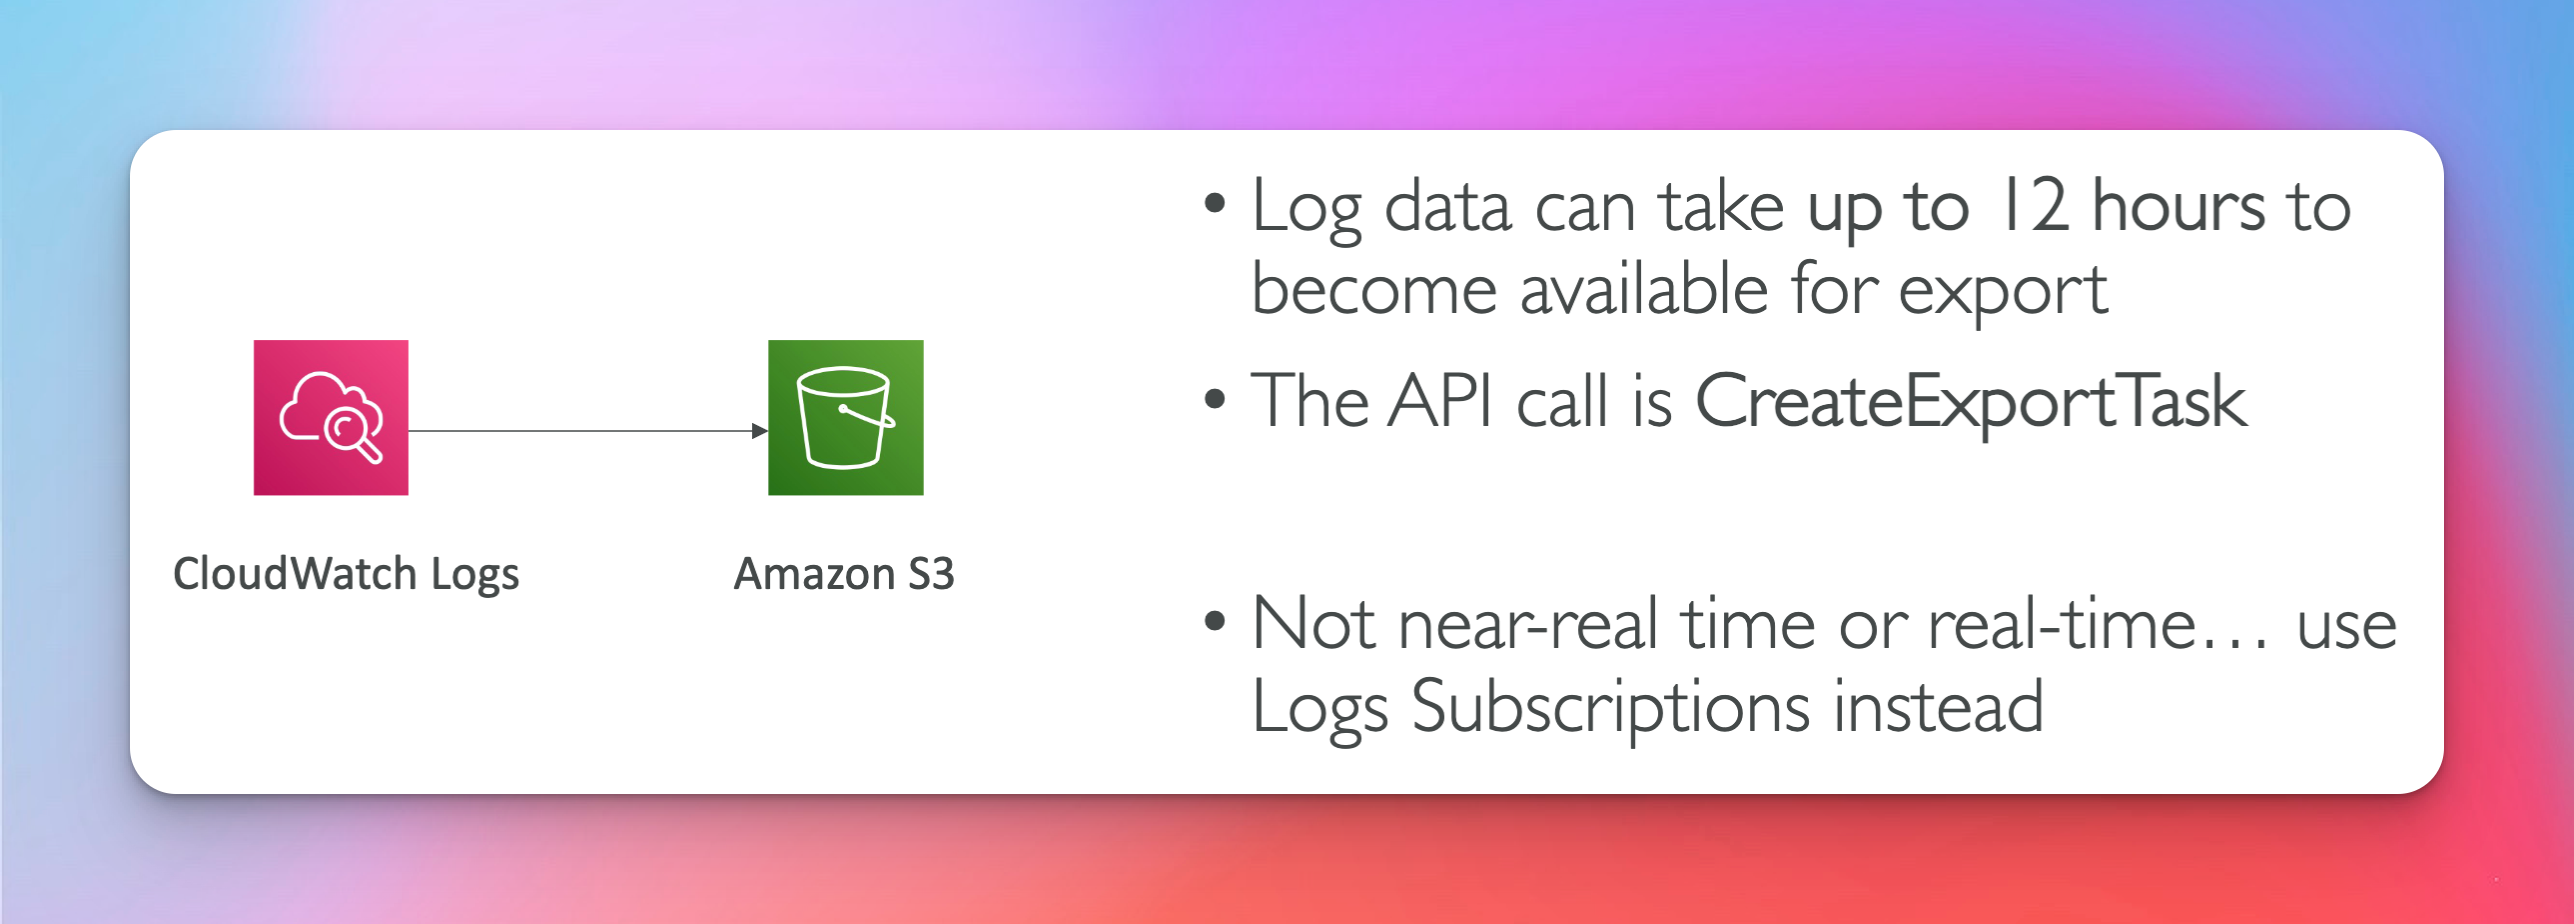 CloudWatch Logs
Amazon S3
• Log data can take up to 12 hours to
become available for export
• The API call is CreateExportTask
• Not near-real time or real-time… use
Logs Subscriptions instead